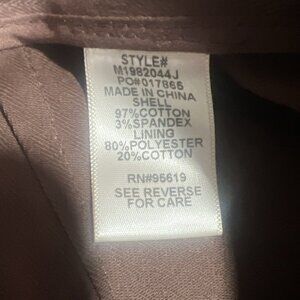 STYLE#
M1982044J
PO#017865
MADE IN CHINA
SHELL
97%COTTON
3%SPANDEX
LINING
80%POLYESTER
20%COTTON
RN#95619
SEE REVERSE
FOR CARE